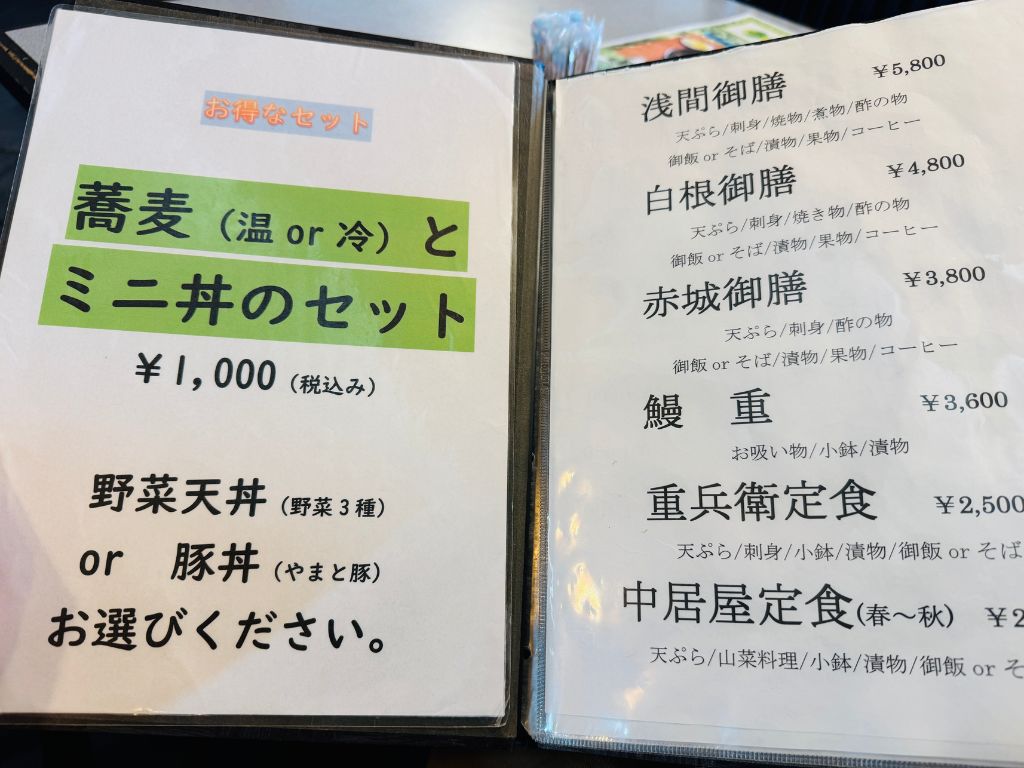 お得なセット
蕎麦（温 or 冷）と
ミニ丼のセット
￥1,000（税込み）
野菜天丼（野菜3種）
or　豚丼（やまと豚）
お選びください。
浅間御膳　￥5,800
天ぷら/刺身/焼物/煮物/酢の物
御飯 or そば/漬物/果物/コーヒー
白根御膳　￥4,800
天ぷら/刺身/焼き物/酢の物
御飯 or そば/漬物/果物/コーヒー
赤城御膳　￥3,800
天ぷら/刺身/酢の物
御飯 or そば/漬物/果物/コーヒー
鰻　重　￥3,600
お吸い物/小鉢/漬物
重兵衛定食　￥2,500
天ぷら/刺身/小鉢/漬物/御飯 or そば
中居屋定食(春～秋)　￥2
天ぷら/山菜料理/小鉢/漬物/御飯 or そ